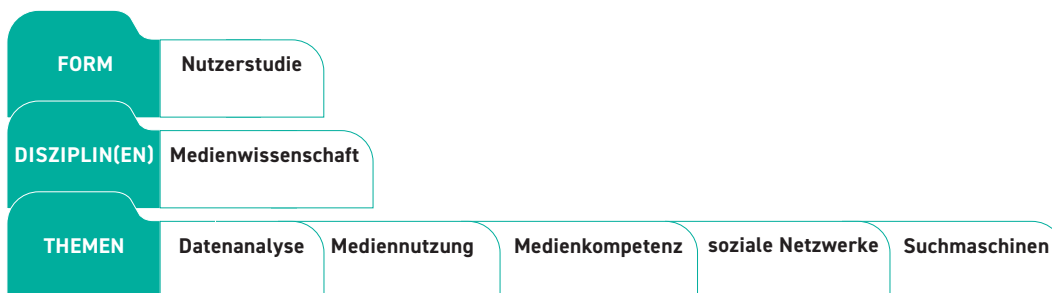 FORM Nutzerstudie
DISZIPLIN(EN) Medienwissenschaft
THEMEN Datenanalyse Mediennutzung Medienkompetenz soziale Netzwerke Suchmaschinen